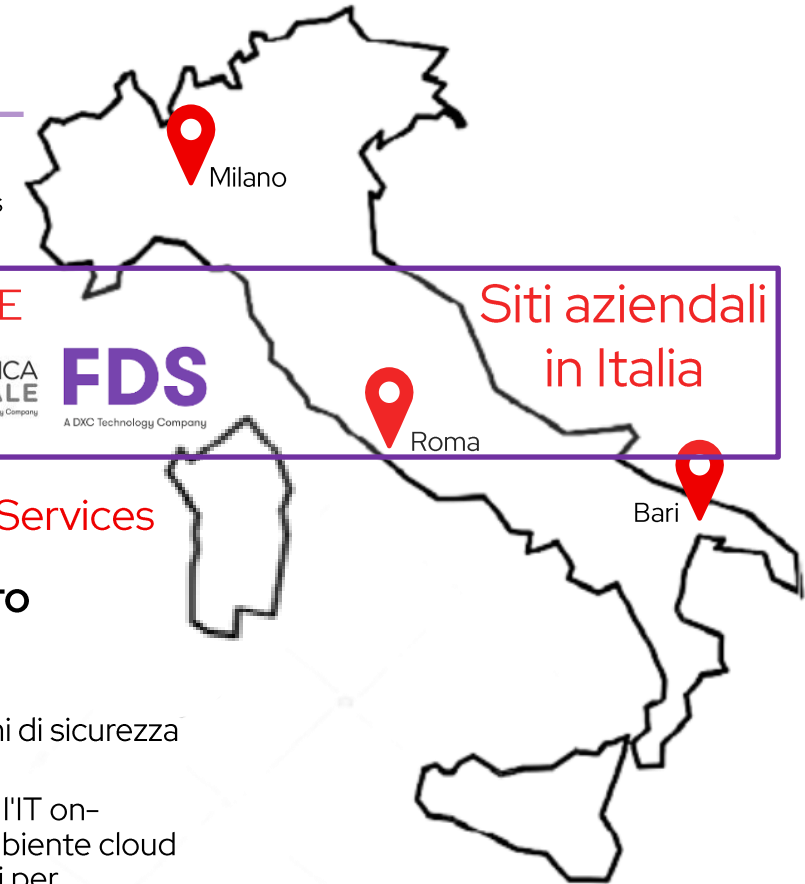 Milano
E
Siti aziendali
in Italia
FDS
A DXC Technology Company
Roma
Bari
Services
ni di sicurezza
l'IT on-
biente cloud
i per